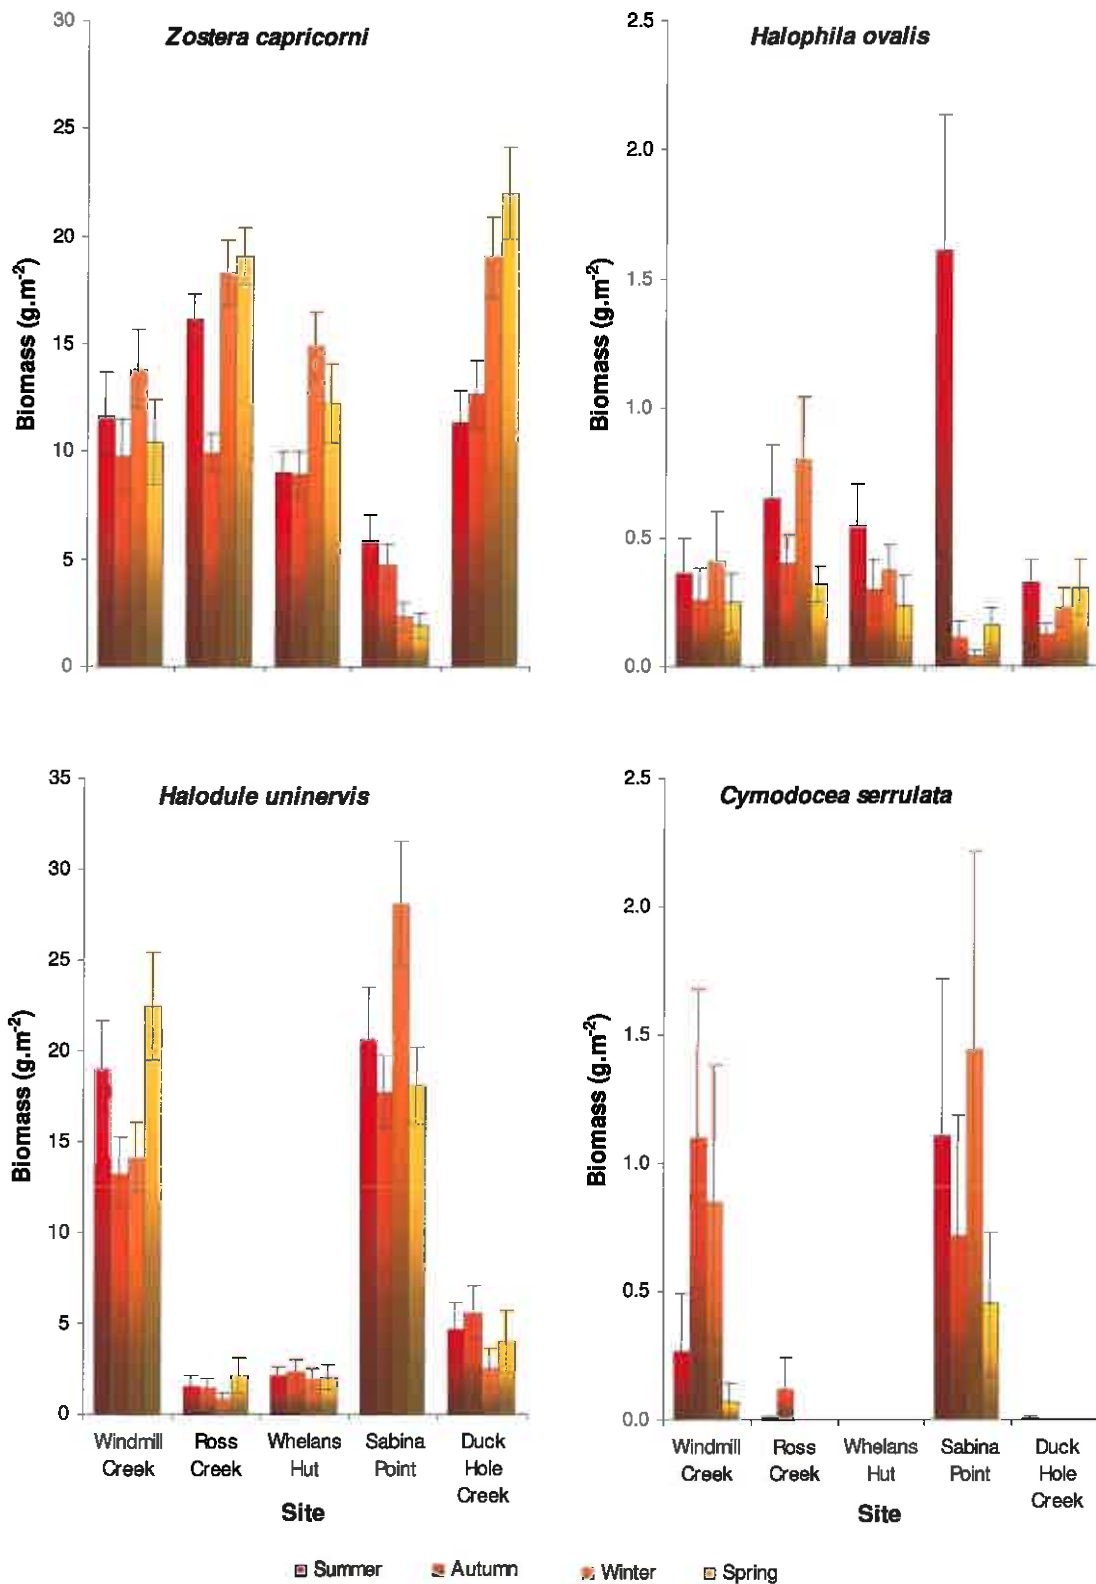 Zostera capricorni
30
25
20
15
10
5
0
Biomass (g.m-2)
Halophila ovalis
2.5
2.0
1.5
1.0
0.5
0.0
Biomass (g.m-2)
Halodule uninervis
35
30
25
20
15
10
5
0
Biomass (g.m-2)
Windmill Creek
Ross Creek
Whelans Hut
Sabina Point
Duck Hole Creek
Site
Cymodocea serrulata
2.5
2.0
1.5
1.0
0.5
0.0
Biomass (g.m-2)
Windmill Creek
Ross Creek
Whelans Hut
Sabina Point
Duck Hole Creek
Site
Summer Autumn Winter Spring